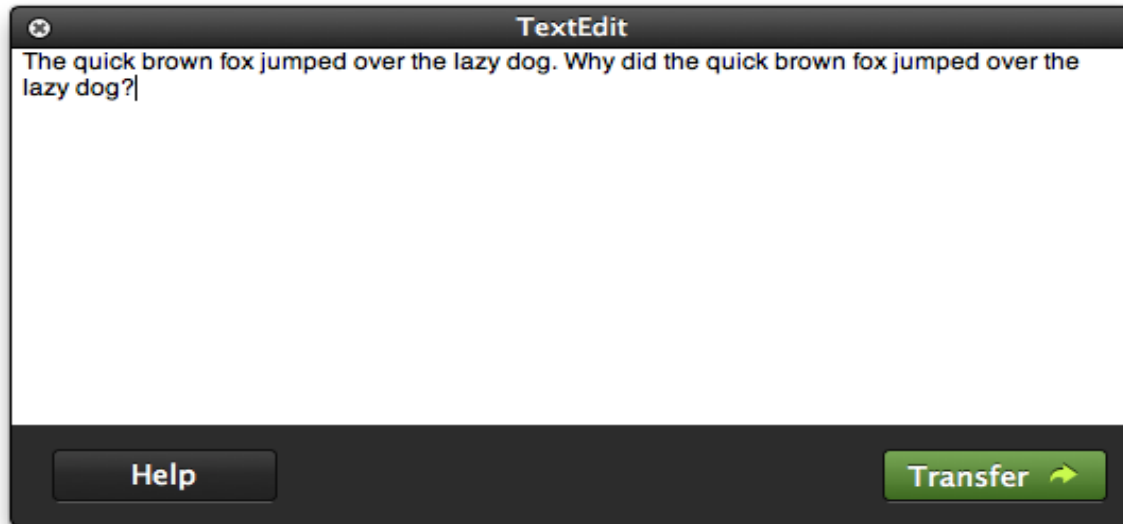 TextEdit
The quick brown fox jumped over the lazy dog. Why did the quick brown fox jumped over the
lazy dog?
Help
Transfer